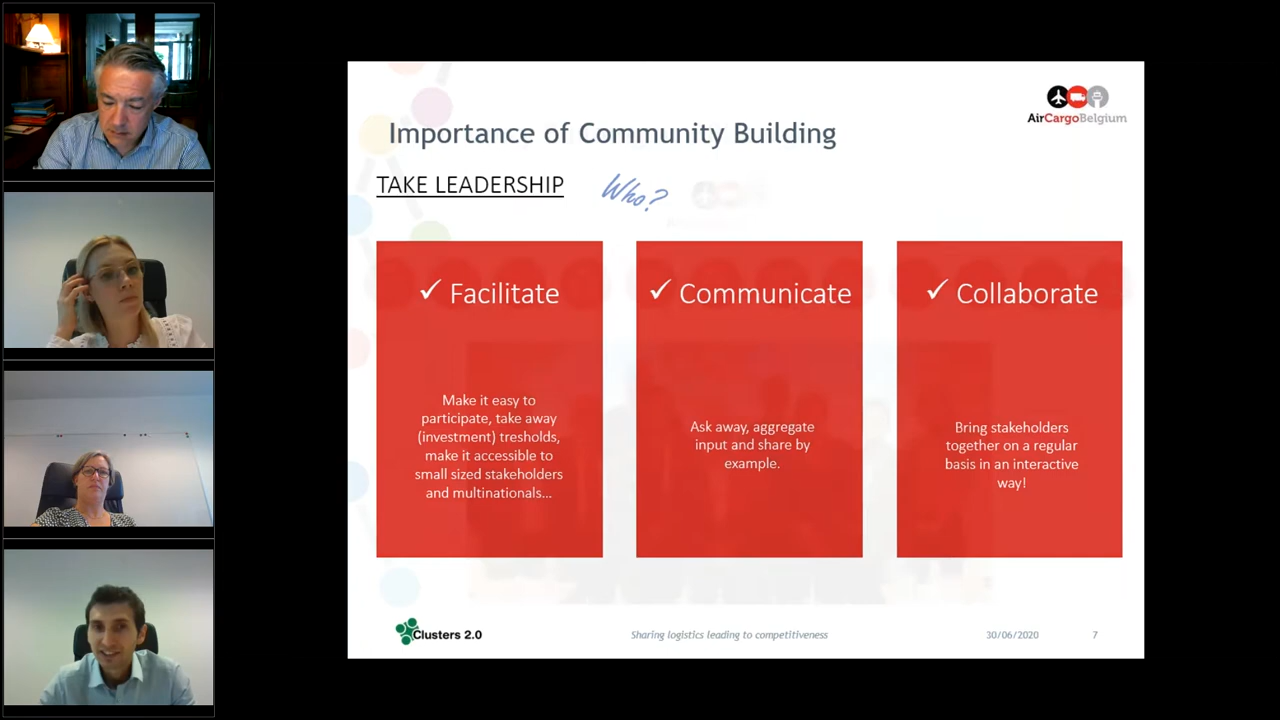 Importance of Community Building
AirCargoBelgium
TAKE LEADERSHIP
Who?
✓ Facilitate
Make it easy to
participate, take away
(investment) tresholds,
make it accessible to
small sized stakeholders
and multinationals...
✓ Communicate
Ask away, aggregate
input and share by
example.
✓ Collaborate
Bring stakeholders
together on a regular
basis in an interactive
way!
Clusters 2.0
Sharing logistics leading to competitiveness
30/06/2020
7